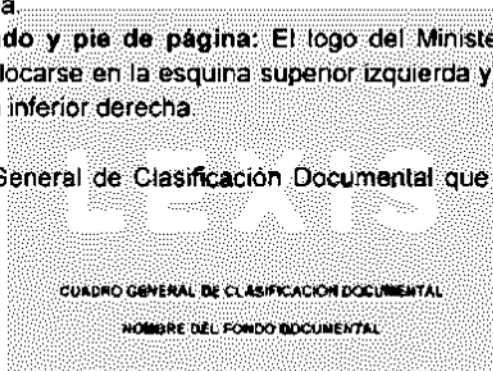 a
do y pie de página: El logo del Ministe
locarse en la esquina superior izquierda y
inferior derecha
General de Clasificación Documental que
LEXIS
CUADRO GENERAL DE CLASIFICACION DOCUMENTAL
NOMBRE DEL FONDO DOCUMENTAL